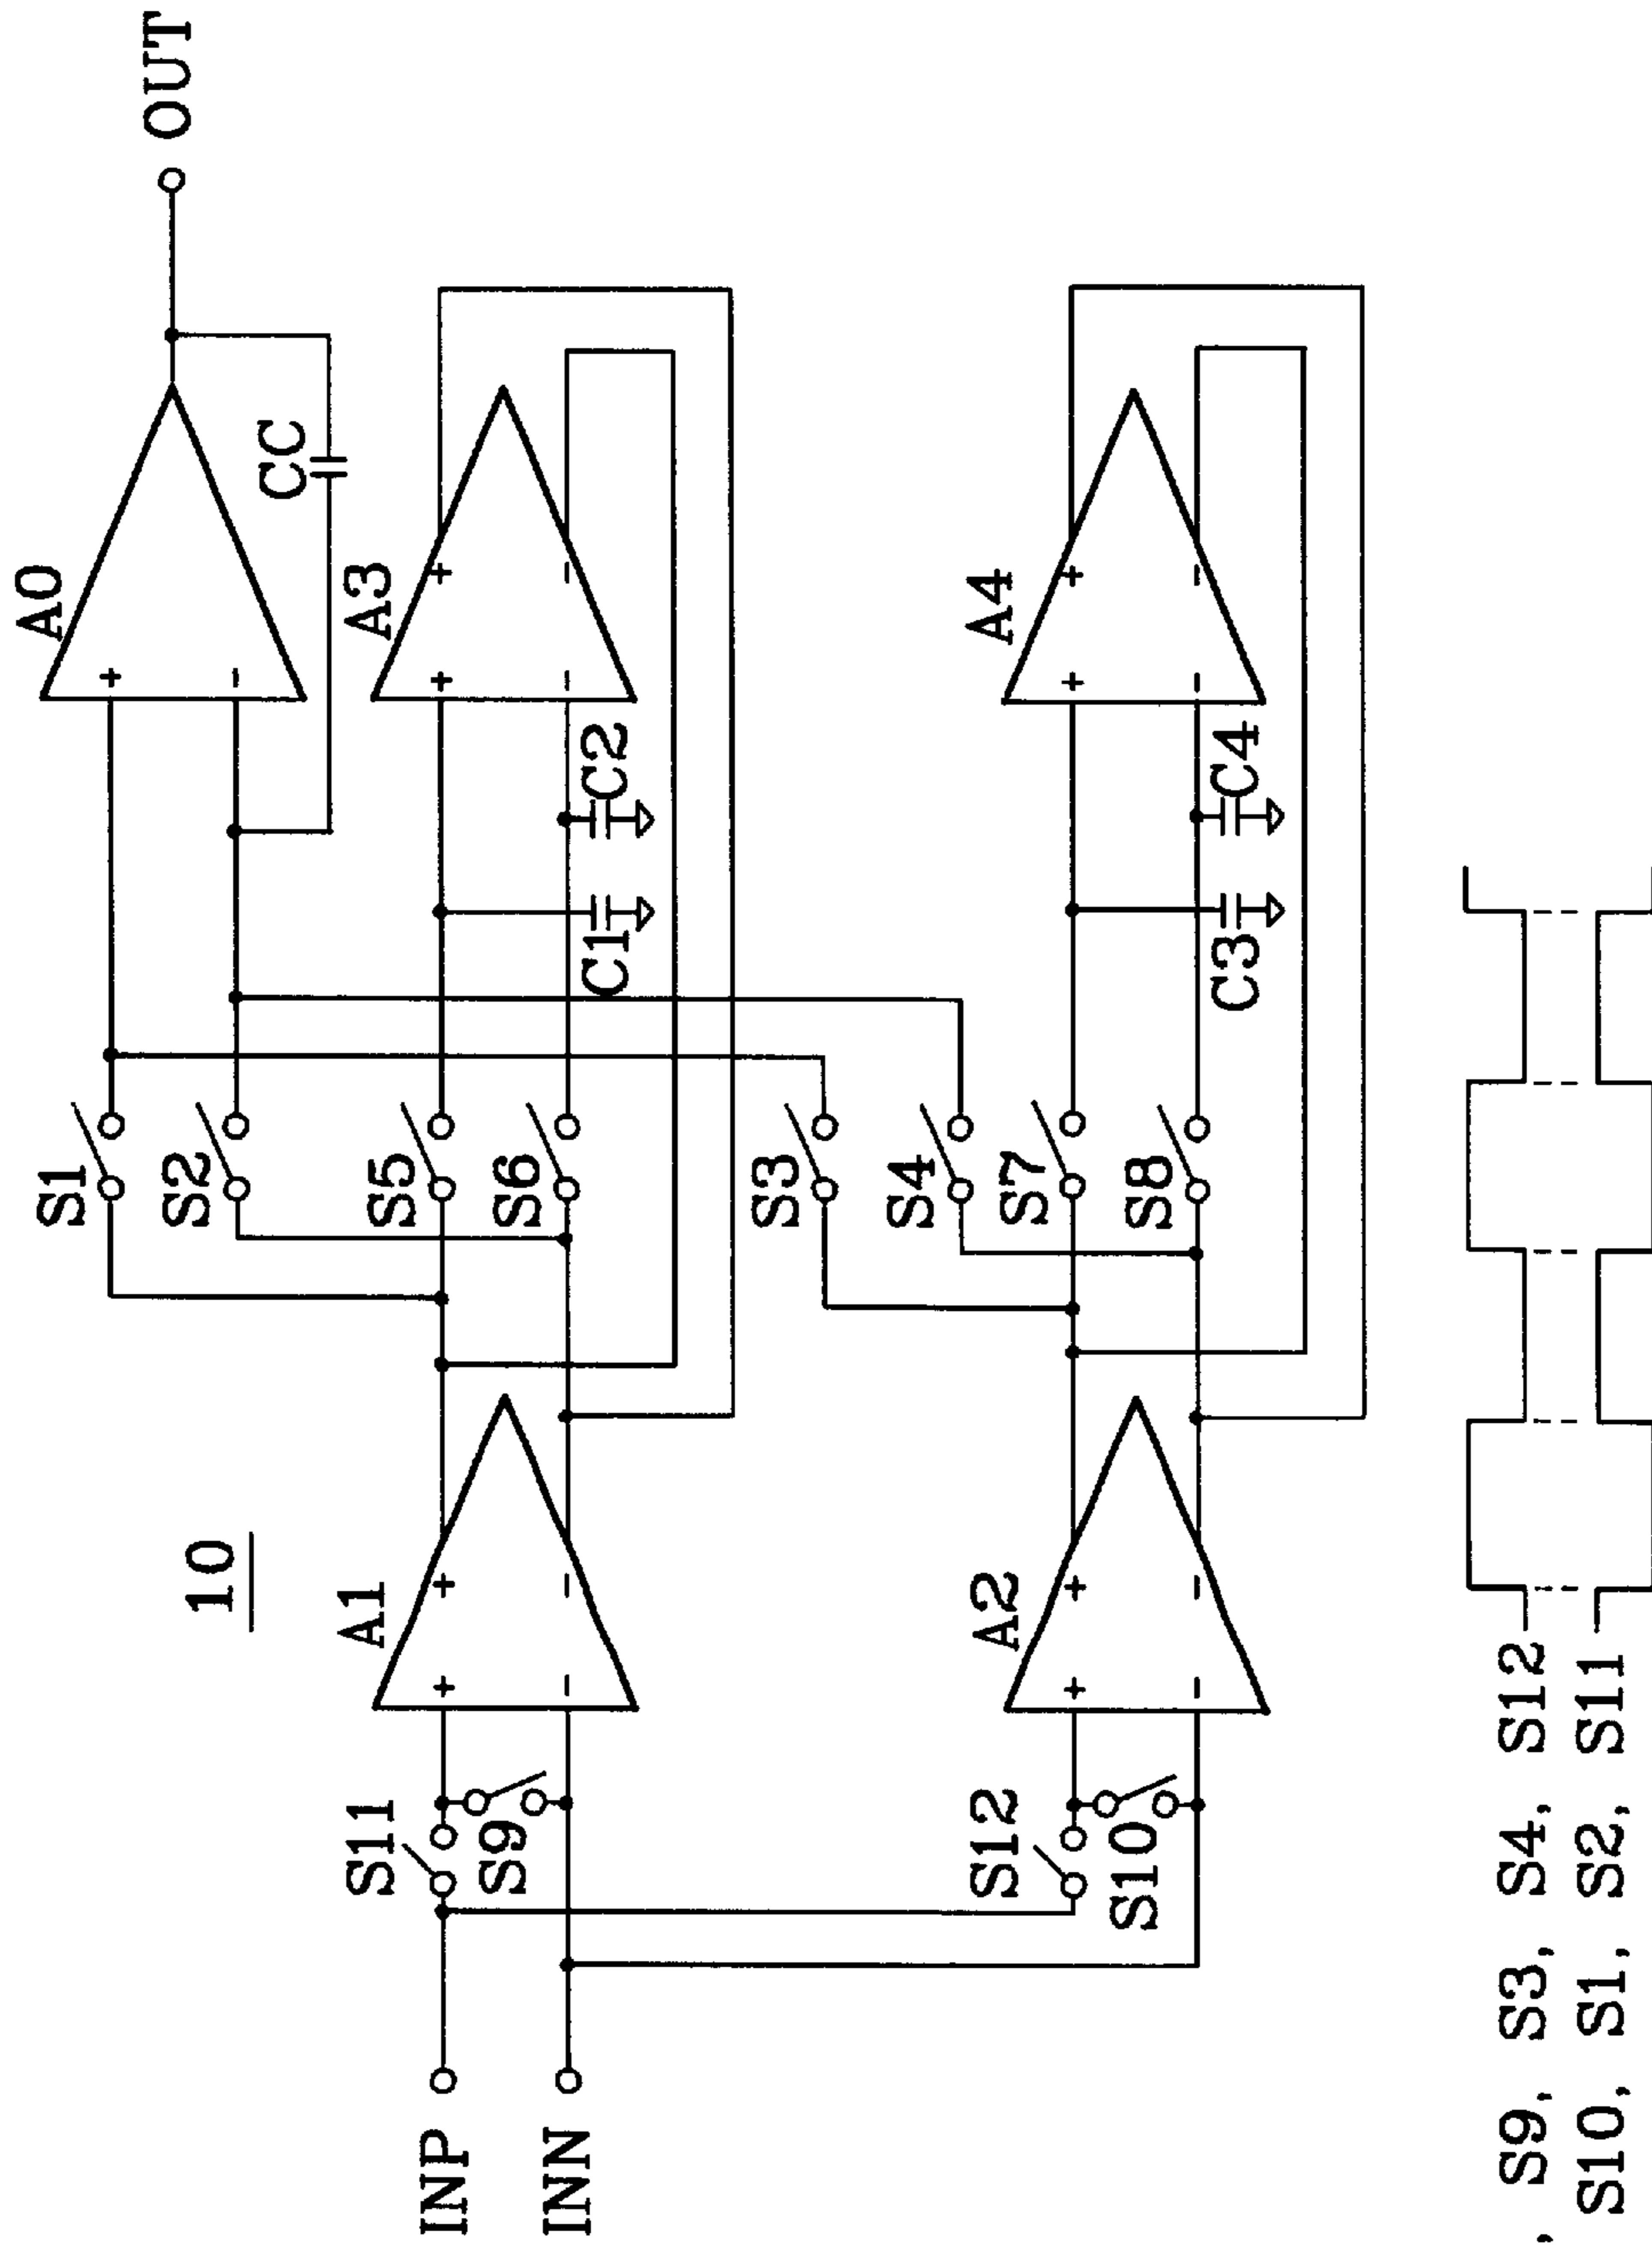 10
OUT
A0
CC
S1
S2
A1
S5
S6
A3
C1
C2
+
-
+
-
+
-
+
-
+
-
INP
INN
S11
S9
S3
S4
S12
S10
A2
S7
S8
A4
C3
C4
+
-
+
-
+
-
+
-
, S9, S3, S4, S12
, S10, S1, S2, S11